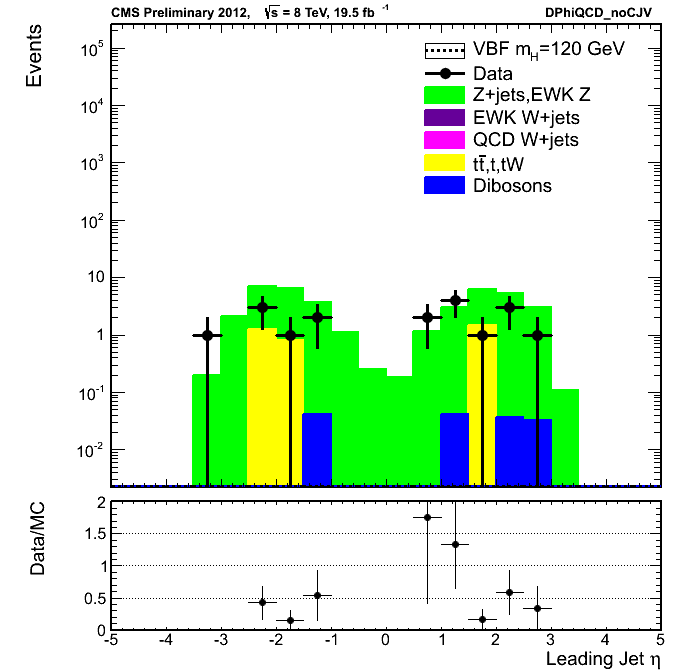 CMS Preliminary 2012, √s = 8 TeV, 19.5 fb⁻¹ DPhiQCD_noCJV
Events
10⁵
10⁴
10³
10²
10
1
10⁻¹
10⁻²
VBF m_H=120 GeV
Data
Z+jets,EWK Z
EWK W+jets
QCD W+jets
tt̅,t,tW
Dibosons
Data/MC
2
1.5
1
0.5
0
-5 -4 -3 -2 -1 0 1 2 3 4 5
Leading Jet η